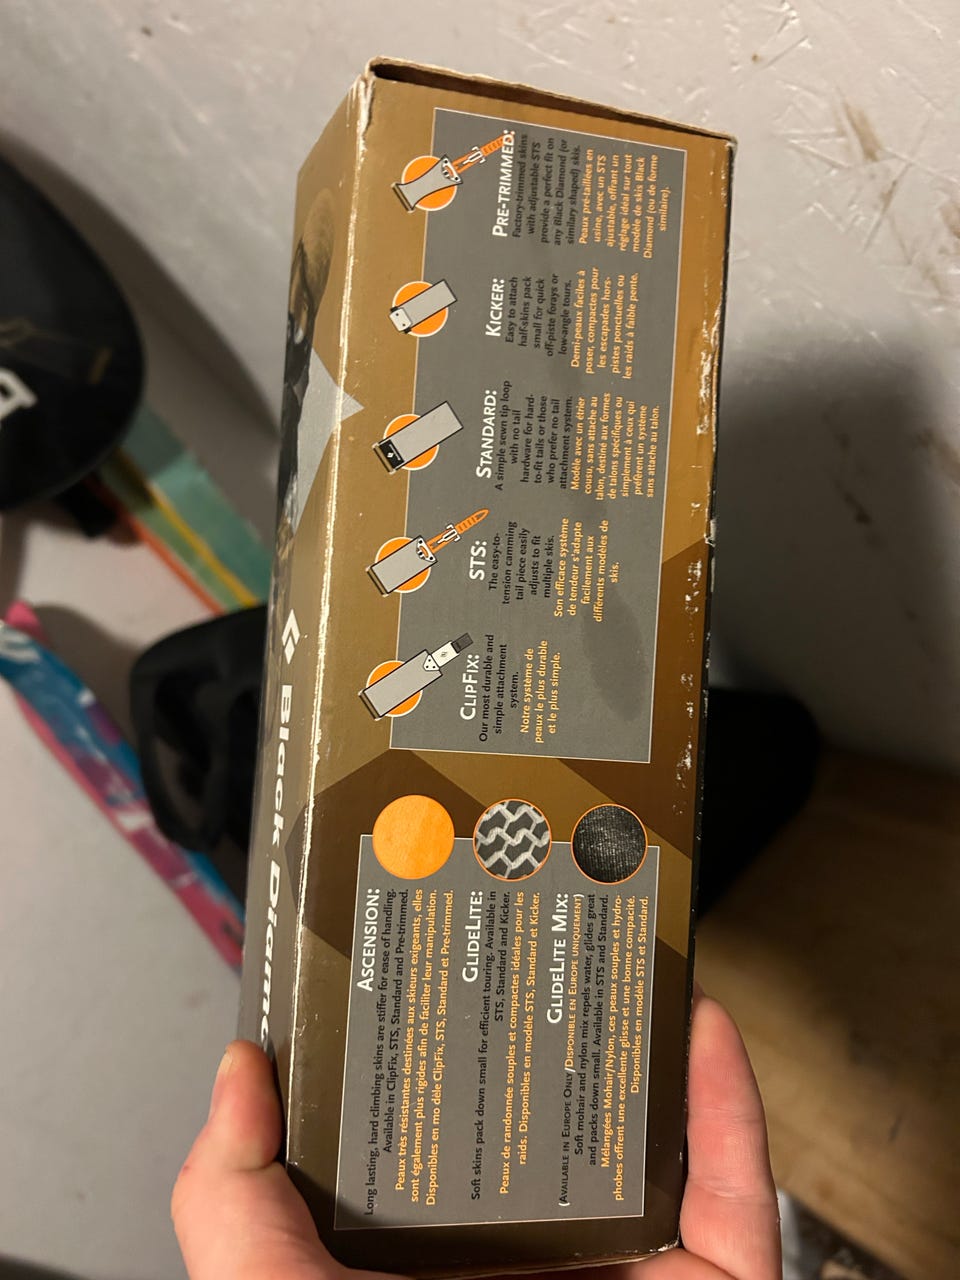 Black Diamo
ASCENSION:
Long lasting, hard climbing skins are stiffer for ease of handling.
Available in ClipFix, STS, Standard and Pre-trimmed.
Peaux très résistantes destinées aux skieurs exigeants, elles
sont également plus rigides afin de faciliter leur manipulation.
Disponibles en mo dèle ClipFix, STS, Standard et Pre-trimmed.
GLIDELITE:
Soft skins pack down small for efficient touring. Available in
STS, Standard and Kicker.
Peaux de randonnée souples et compactes idéales pour les
raids. Disponibles en modèle STS, Standard et Kicker.
GLIDELITE MIX:
(AVAILABLE IN EUROPE ONLY/DISPONIBLE EN EUROPE UNIQUEMENT)
Soft mohair and nylon mix repels water, glides great
and packs down small. Available in STS and Standard.
Mélangées Mohair/Nylon, ces peaux souples et hydro-
phobes offrent une excellente glisse et une bonne compacité.
Disponibles en modèle STS et Standard.
CLIPFIX:
Our most durable and
simple attachment
system.
Notre système de
peaux le plus durable
et le plus simple.
STS:
The easy-to-
tension camming
tail piece easily
adjusts to fit
multiple skis.
Son efficace système
de tendeur s'adapte
facilement aux
différents modèles de
skis.
STANDARD:
A simple sewn tip loop
with no tail
hardware for hard-
to-fit tails or those
who prefer no tail
attachment system.
Modèle avec un étrier
cousu, sans attache au
talon, destiné aux formes
de talons spécifiques ou
simplement à ceux qui
préfèrent un système
sans attache au talon.
KICKER:
Easy to attach
half-skins pack
small for quick
off-piste forays or
low-angle tours.
Demi-peaux faciles à
poser, compactes pour
les escapades hors-
pistes ponctuelles ou
les raids à faible pente.
PRE-TRIMMED:
Factory-trimmed skins
with adjustable STS
provide a perfect fit on
any Black Diamond (or
similary shaped) skis.
Peaux pré-taillées en
usine, avec un STS
ajustable, offrant un
réglage idéal sur tout
modèle de skis Black
Diamond (ou de forme
similaire).